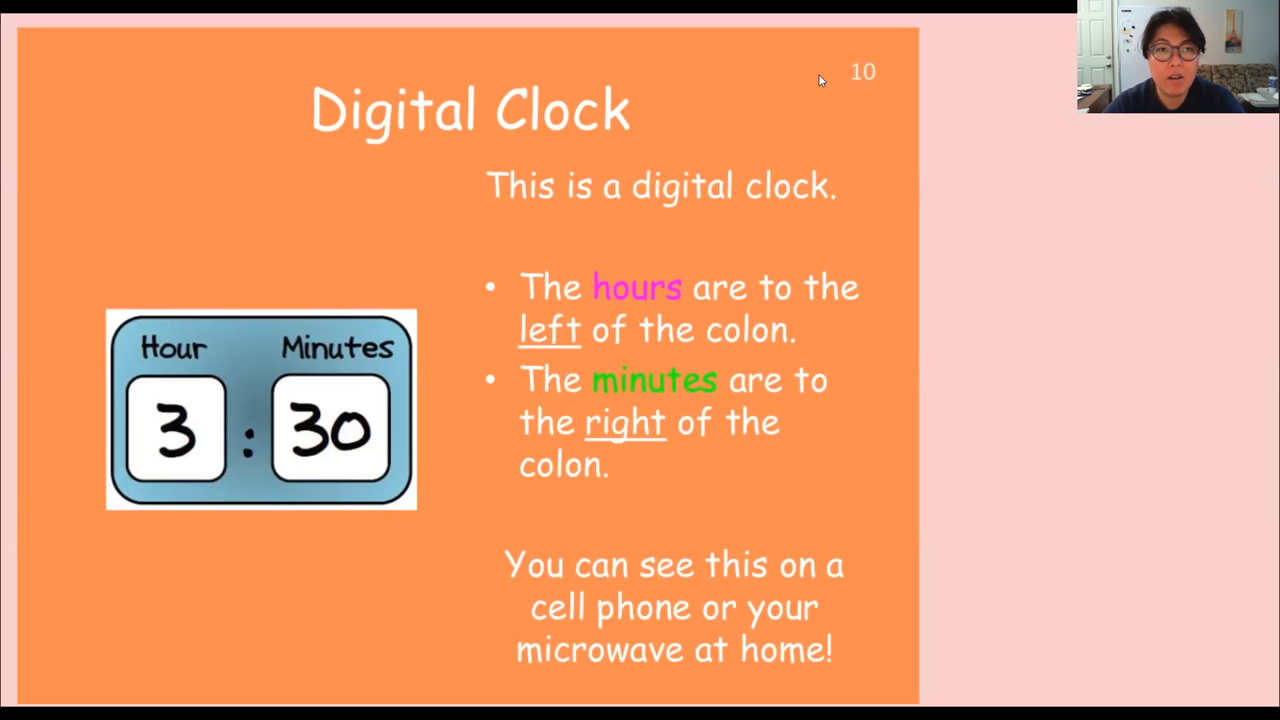 10
Digital Clock
This is a digital clock.
• The hours are to the
left of the colon.
• The minutes are to
the right of the
colon.
Hour Minutes
3 : 30
You can see this on a
cell phone or your
microwave at home!